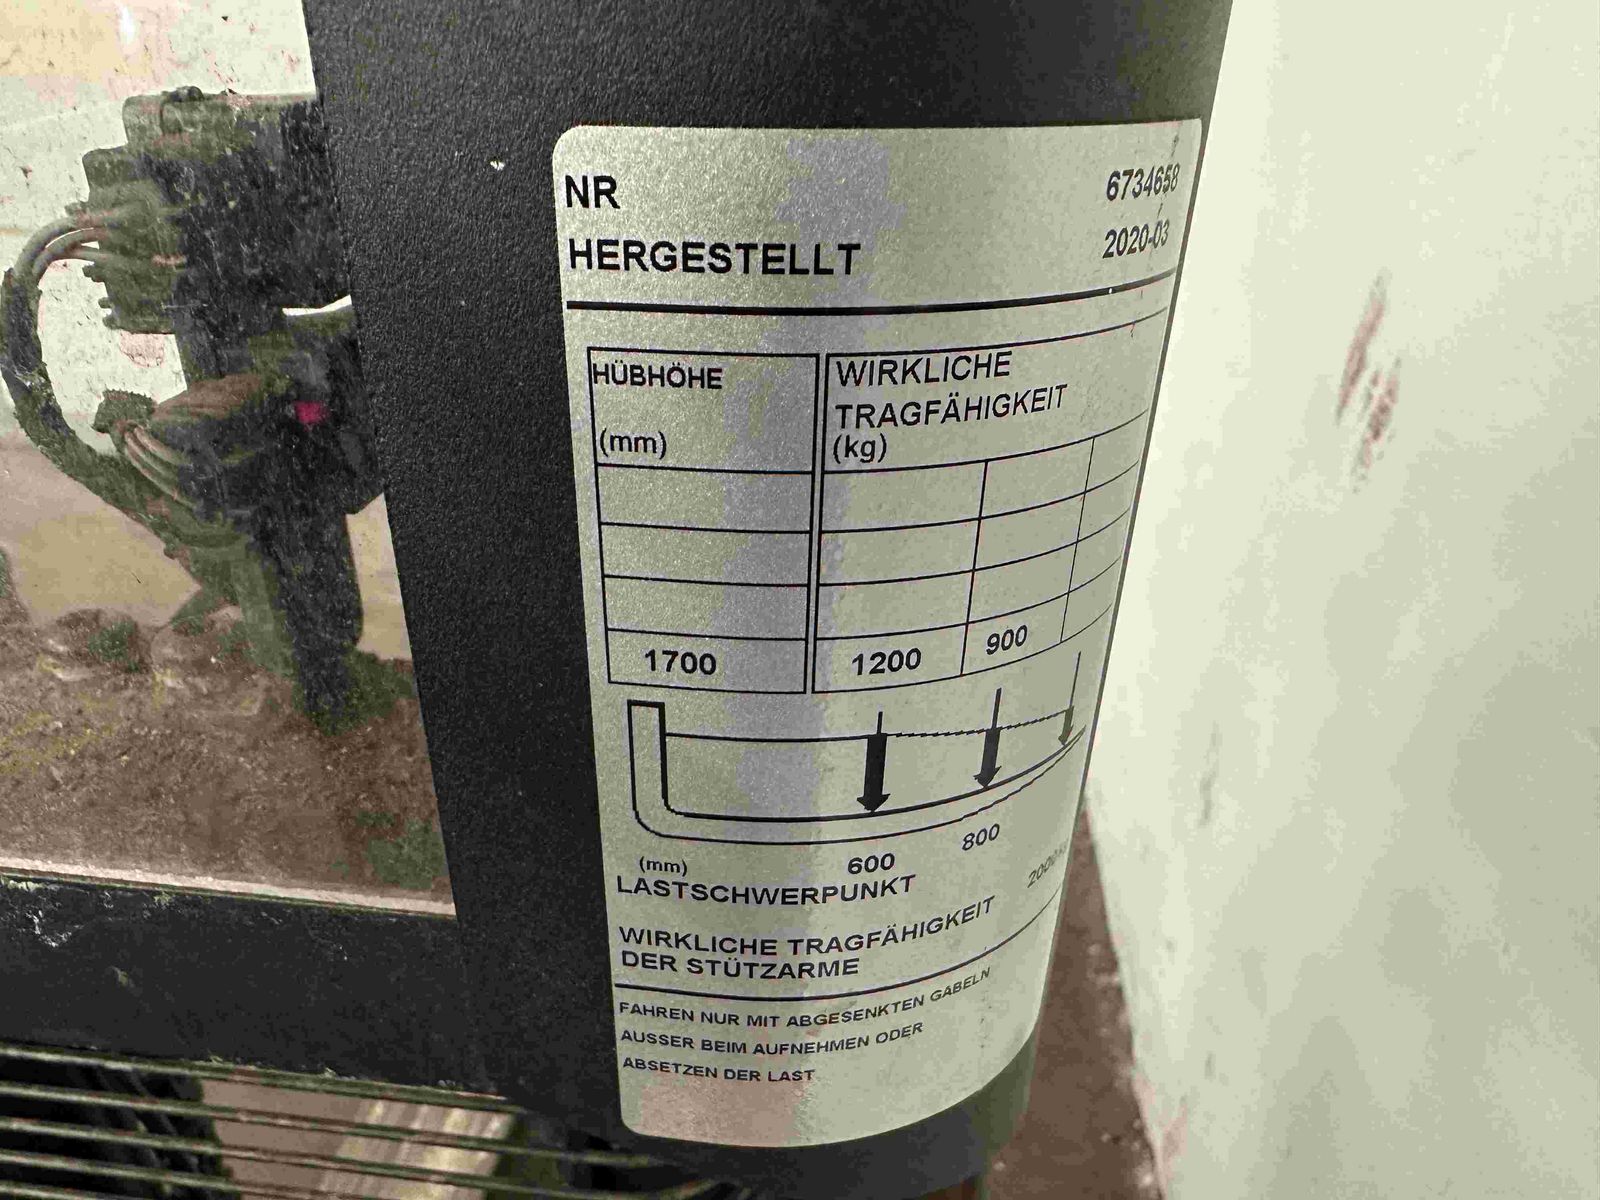 NR 6734658
HERGESTELLT 2020-03
HÜBHÖHE
(mm)
WIRKLICHE
TRAGFÄHIGKEIT
(kg)
1700 1200 900
600 800
(mm)
LASTSCHWERPUNKT
WIRKLICHE TRAGFÄHIGKEIT
DER STÜTZARME
FAHREN NUR MIT ABGESENKTEN GABELN
AUSSER BEIM AUFNEHMEN ODER
ABSETZEN DER LAST